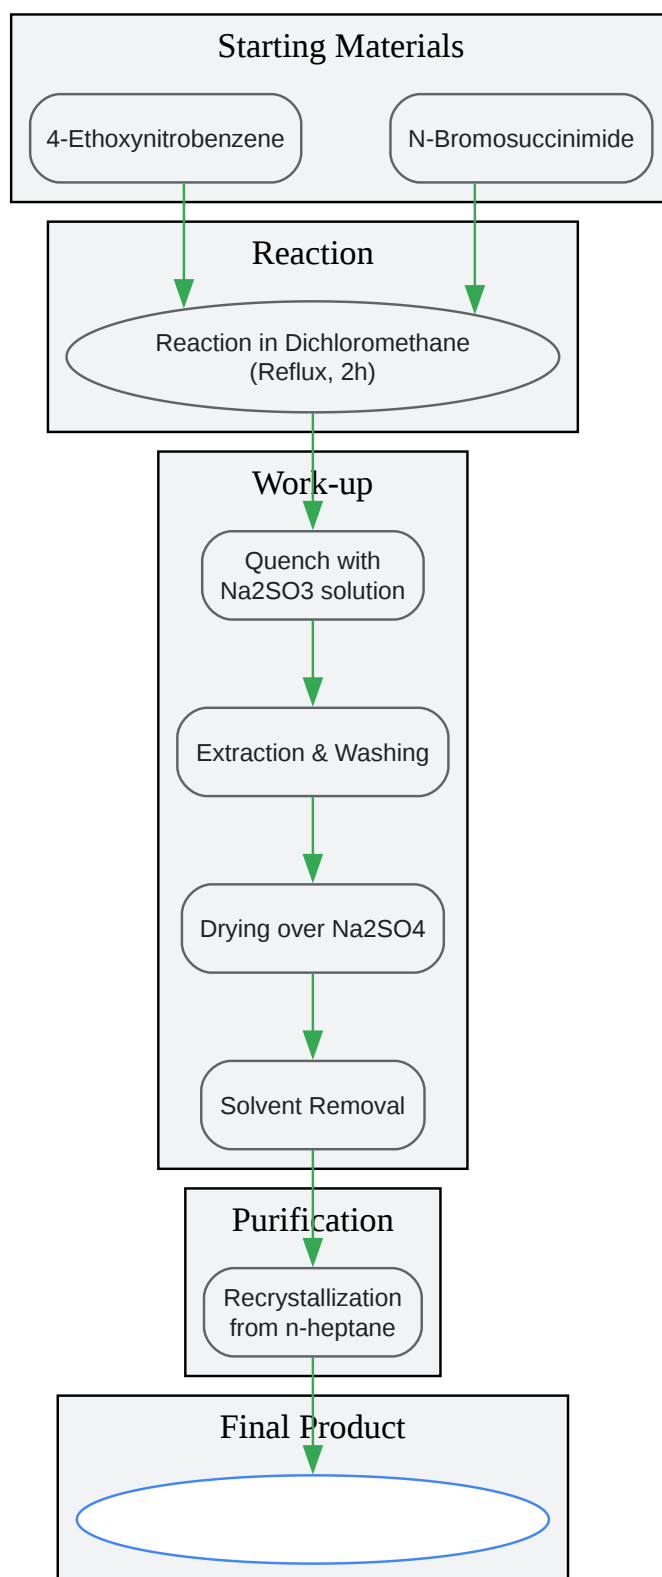 Starting Materials
4-Ethoxynitrobenzene
N-Bromosuccinimide
Reaction
Reaction in Dichloromethane
(Reflux, 2h)
Work-up
Quench with
Na2SO3 solution
Extraction & Washing
Drying over Na2SO4
Solvent Removal
Purification
Recrystallization
from n-heptane
Final Product